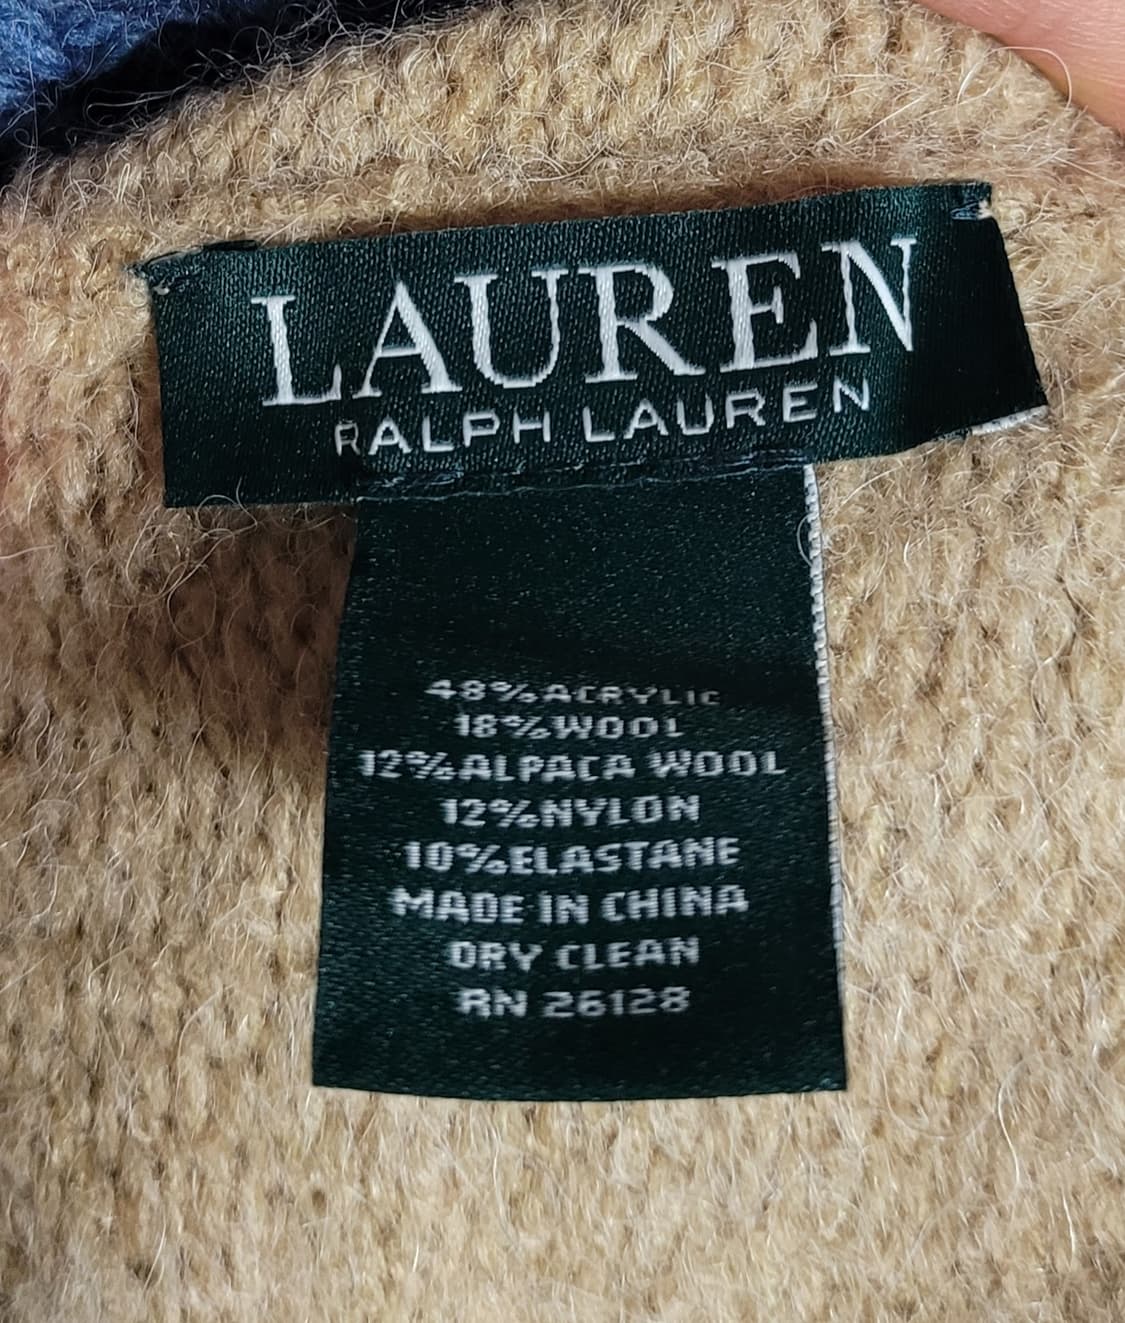 LAUREN
RALPH LAUREN
48%ACRYLIC
18%WOOL
12%ALPACA WOOL
12%NYLON
10%ELASTANE
MADE IN CHINA
DRY CLEAN
RN 26128